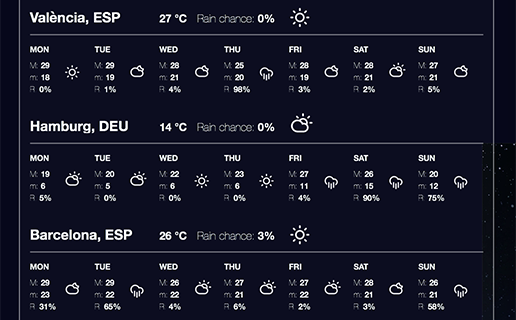 València, ESP 27 °C Rain chance: 0%
MON TUE WED THU FRI SAT SUN
M: 29 M: 29 M: 28 M: 25 M: 28 M: 28 M: 27
m: 18 m: 19 m: 21 m: 20 m: 19 m: 21 m: 21
R: 0% R: 1% R: 4% R: 98% R: 3% R: 2% R: 5%
Hamburg, DEU 14 °C Rain chance: 0%
MON TUE WED THU FRI SAT SUN
M: 19 M: 20 M: 22 M: 23 M: 27 M: 26 M: 20
m: 6 m: 5 m: 6 m: 6 m: 11 m: 15 m: 12
R: 5% R: 0% R: 0% R: 0% R: 4% R: 90% R: 75%
Barcelona, ESP 26 °C Rain chance: 3%
MON TUE WED THU FRI SAT SUN
M: 29 M: 29 M: 26 M: 27 M: 27 M: 28 M: 26
m: 23 m: 22 m: 22 m: 21 m: 22 m: 21 m: 21
R: 31% R: 65% R: 4% R: 6% R: 2% R: 3% R: 58%